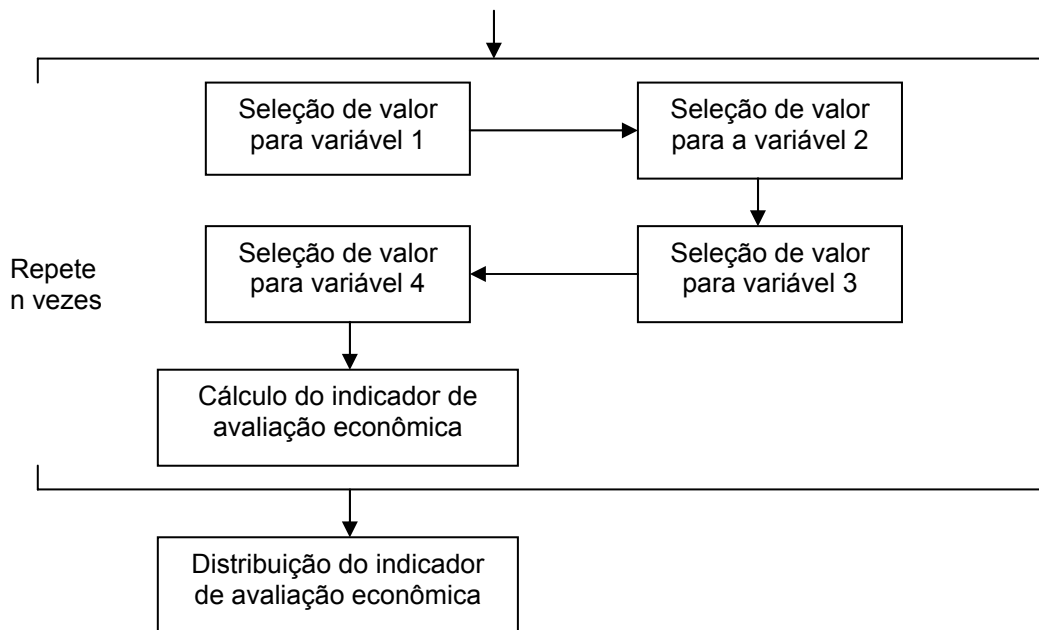 Seleção de valor
para variável 1
Seleção de valor
para a variável 2
Seleção de valor
para variável 3
Seleção de valor
para variável 4
Repete
n vezes
Cálculo do indicador de
avaliação econômica
Distribuição do indicador
de avaliação econômica